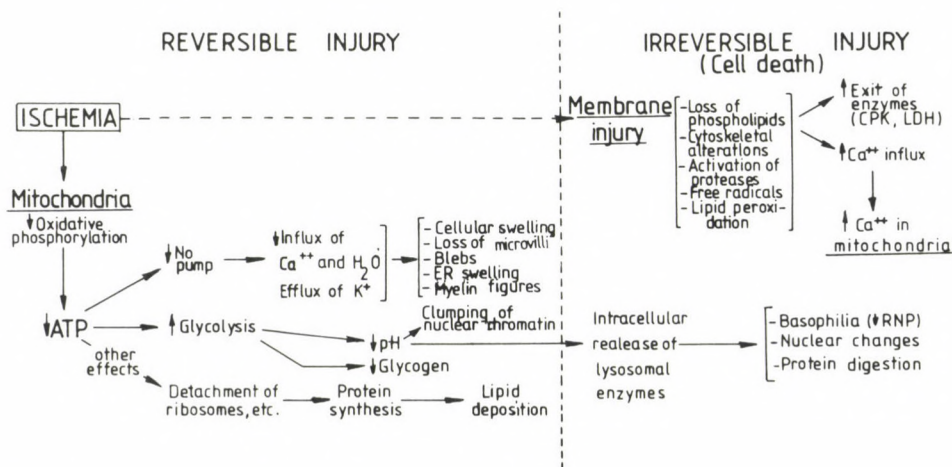 REVERSIBLE INJURY
IRREVERSIBLE INJURY
(Cell death)
ISCHEMIA
Mitochondria
↓Oxidative
phosphorylation
↓ATP
other
effects
↓No
pump
↓Influx of
Ca⁺⁺ and H₂O
Efflux of K⁺
- Cellular swelling
- Loss of microvilli
- Blebs
- ER swelling
- Myelin figures
↑Glycolysis
↓pH
↓Glycogen
Clumping of
nuclear chromatin
Detachment of
ribosomes, etc.
Protein
synthesis
Lipid
deposition
Membrane
injury
- Loss of
phospholipids
- Cytoskeletal
alterations
- Activation of
proteases
- Free radicals
- Lipid peroxi-
dation
↑Exit of
enzymes
(CPK, LDH)
↑Ca⁺⁺ influx
↑Ca⁺⁺ in
mitochondria
Intracellular
realease of
lysosomal
enzymes
- Basophilia (↓RNP)
- Nuclear changes
- Protein digestion